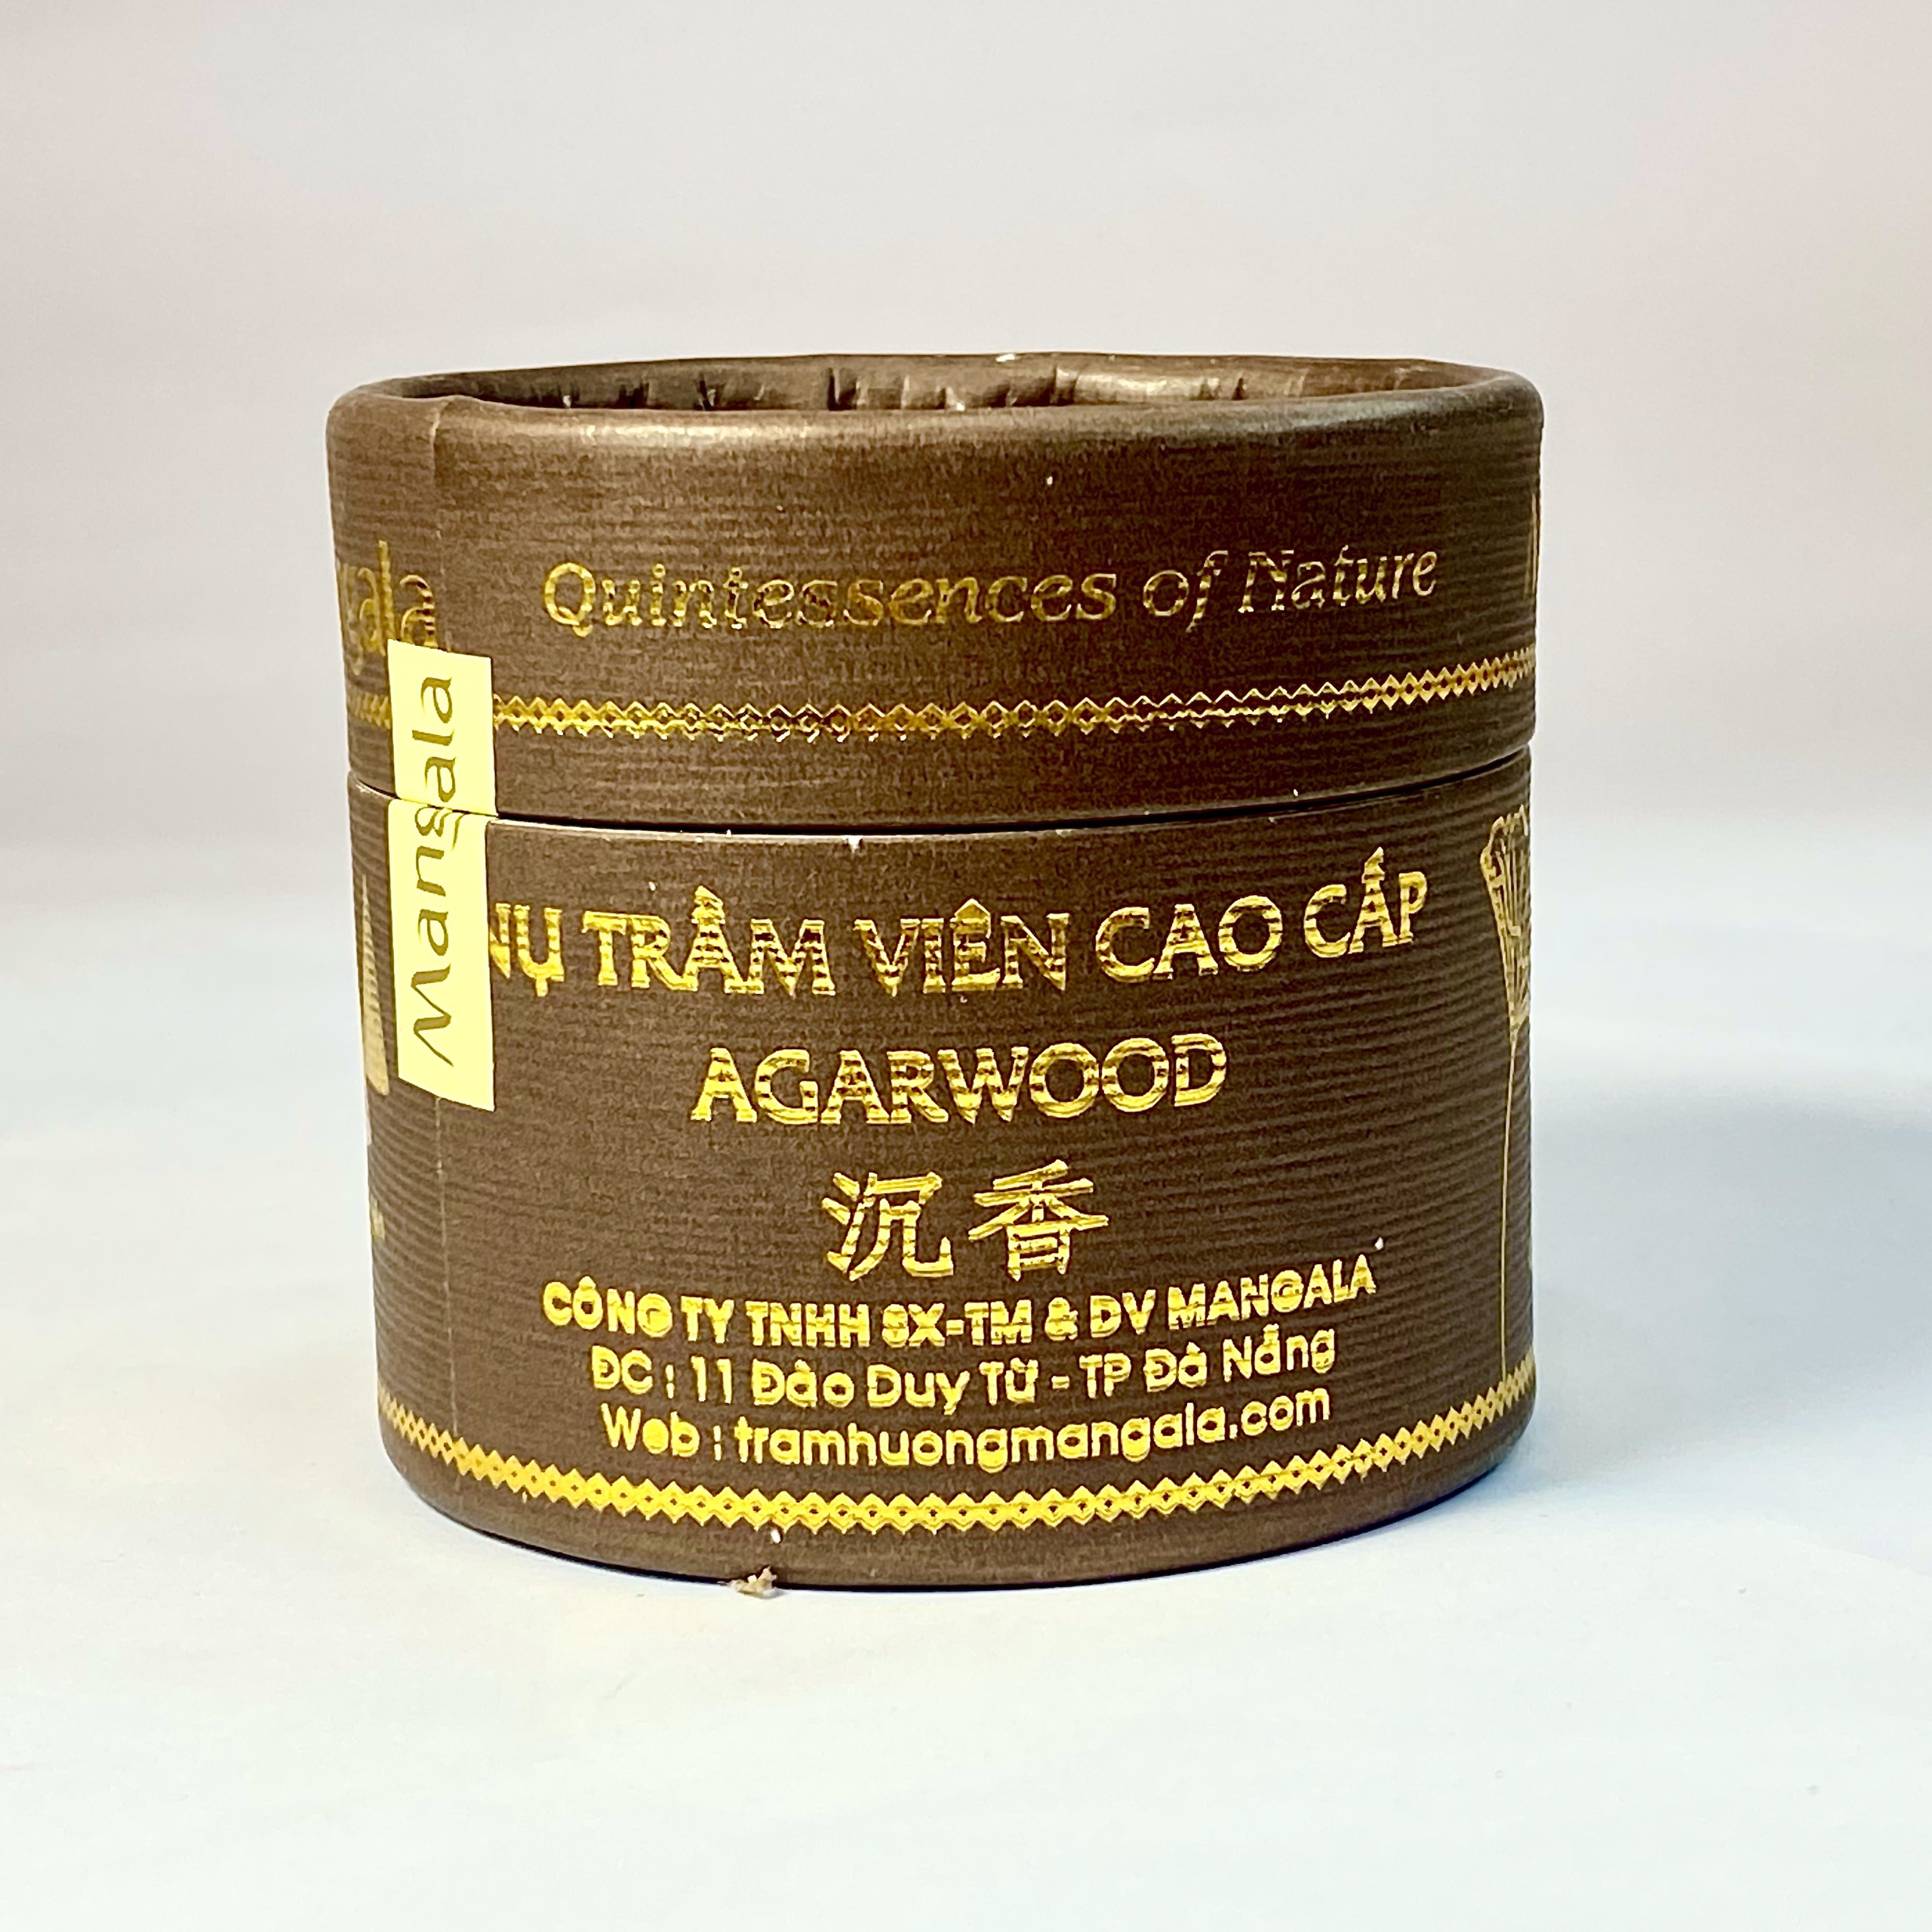 Quintessences of Nature
Mangala
NỤ TRẦM VIÊN CAO CẤP
AGARWOOD
沉香
CÔNG TY TNHH SX-TM & DV MANGALA
ĐC : 11 Đào Duy Từ - TP Đà Nẵng
Web : tramhuongmangala.com